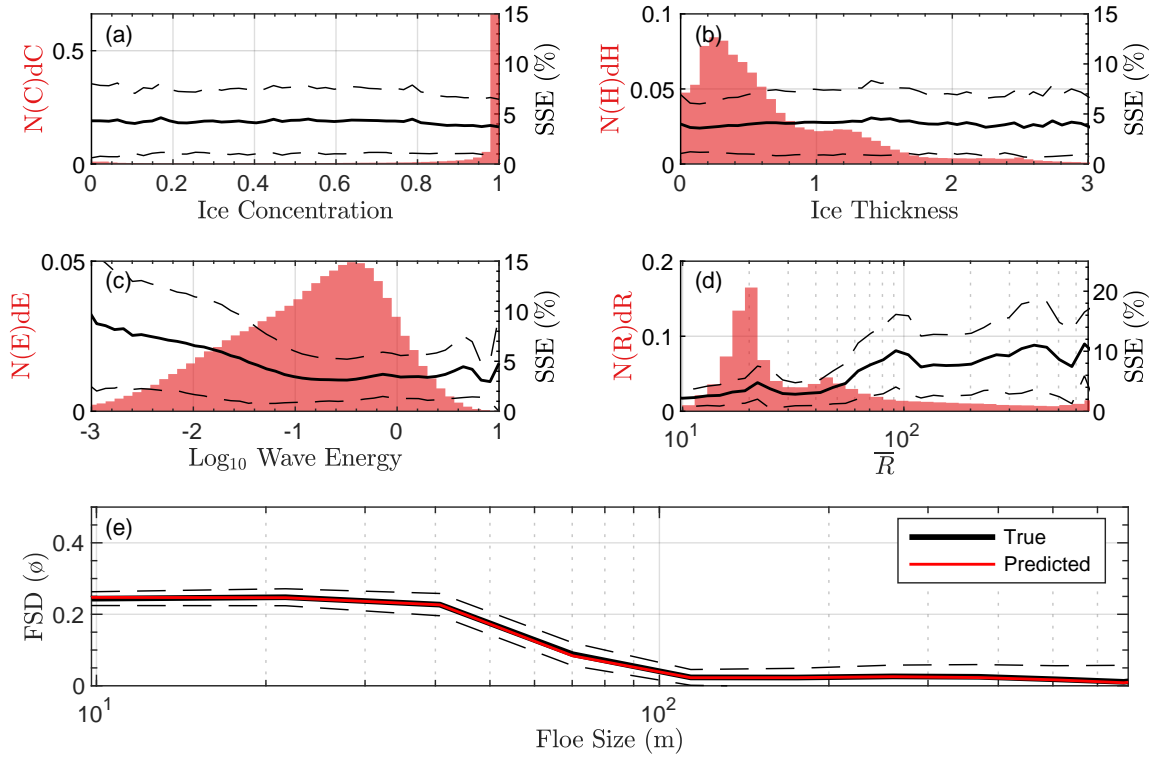 (a)
N(C)dC
0.5
0
15
10
5
0
SSE (%)
0 0.2 0.4 0.6 0.8 1
Ice Concentration
(b)
N(H)dH
0.1
0.05
0
15
10
5
0
SSE (%)
0 1 2 3
Ice Thickness
(c)
N(E)dE
0.05
0
15
10
5
0
SSE (%)
-3 -2 -1 0 1
Log₁₀ Wave Energy
(d)
N(R)dR
0.2
0.1
0
20
10
0
SSE (%)
10¹ 10²
R̅
(e)
FSD (ø)
0.4
0.2
0
True
Predicted
10¹ 10²
Floe Size (m)